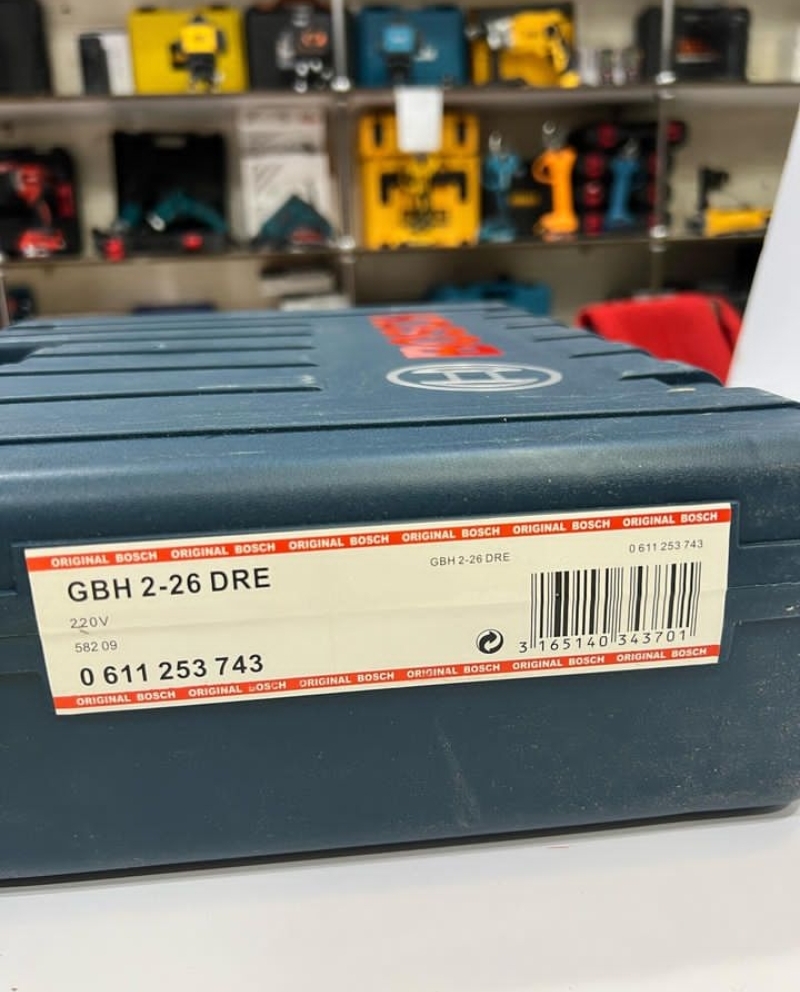 BOSCH
ORIGINAL BOSCH ORIGINAL BOSCH ORIGINAL BOSCH ORIGINAL BOSCH ORIGINAL BOSCH ORIGINAL BOSCH
GBH 2-26 DRE
GBH 2-26 DRE
0 611 253 743
220V
582 09
0 611 253 743
3 165140 343701
ORIGINAL BOSCH ORIGINAL BOSCH ORIGINAL BOSCH ORIGINAL BOSCH ORIGINAL BOSCH ORIGINAL BOSCH